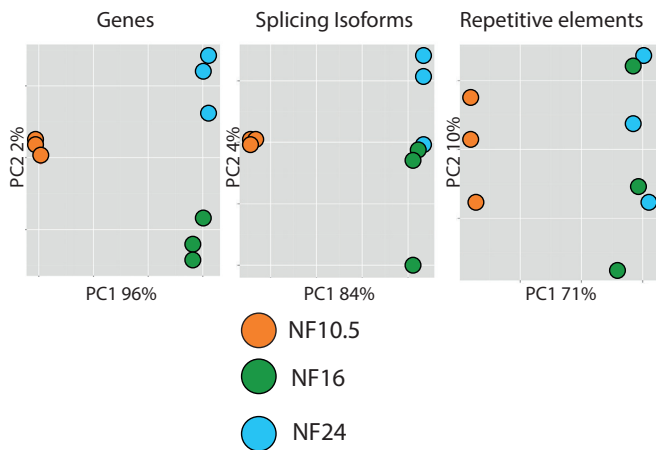 Genes
Splicing Isoforms
Repetitive elements
PC2 2%
PC2 4%
PC2 10%
PC1 96%
PC1 84%
PC1 71%
NF10.5
NF16
NF24